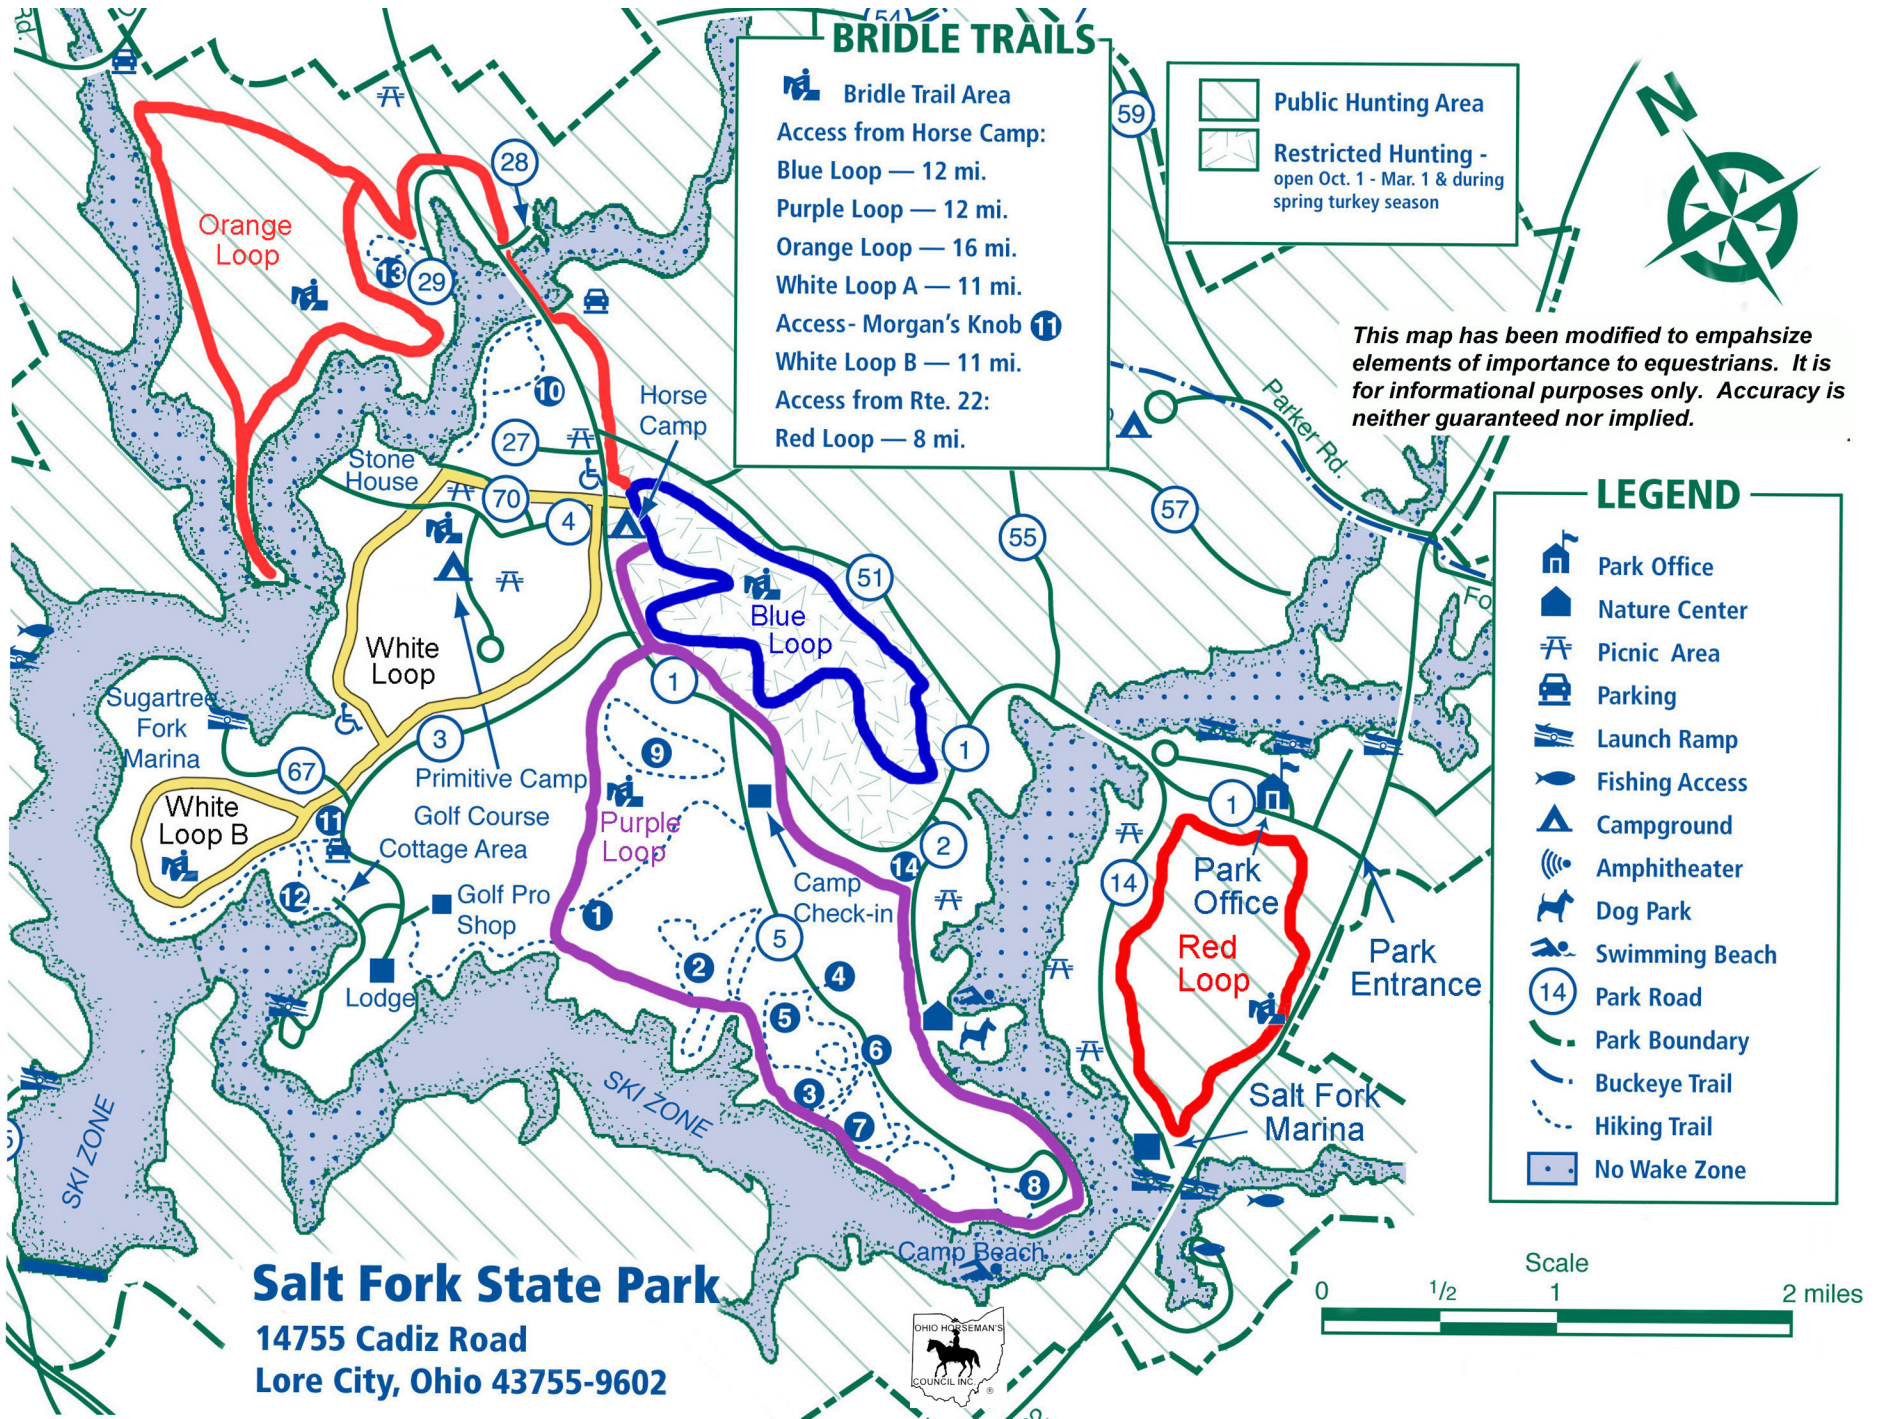 BRIDLE TRAILS
Bridle Trail Area
Access from Horse Camp:
Blue Loop — 12 mi.
Purple Loop — 12 mi.
Orange Loop — 16 mi.
White Loop A — 11 mi.
Access- Morgan's Knob 11
White Loop B — 11 mi.
Access from Rte. 22:
Red Loop — 8 mi.
Public Hunting Area
Restricted Hunting -
open Oct. 1 - Mar. 1 & during
spring turkey season
N
This map has been modified to empahsize
elements of importance to equestrians. It is
for informational purposes only. Accuracy is
neither guaranteed nor implied.
LEGEND
Park Office
Nature Center
Picnic Area
Parking
Launch Ramp
Fishing Access
Campground
Amphitheater
Dog Park
Swimming Beach
14 Park Road
Park Boundary
Buckeye Trail
Hiking Trail
No Wake Zone
Rd.
54
59
28
Orange
Loop
13
29
10
Horse
Camp
27
Stone
House
70
4
Parker Rd.
57
55
51
Fo
Blue
Loop
White
Loop
1
Sugartree
Fork
Marina
3
67
Primitive Camp
9
1
White
Loop B
11
Golf Course
Cottage Area
Purple
Loop
1
2
14
Park
Office
14
12
Golf Pro
Shop
Camp
Check-in
1
5
Red
Loop
Park
Entrance
2
4
Lodge
5
6
SKI ZONE
SKI ZONE
3
7
Salt Fork
Marina
8
Camp Beach
Salt Fork State Park
14755 Cadiz Road
Lore City, Ohio 43755-9602
OHIO HORSEMAN'S
COUNCIL INC.
®
Scale
0 1/2 1 2 miles